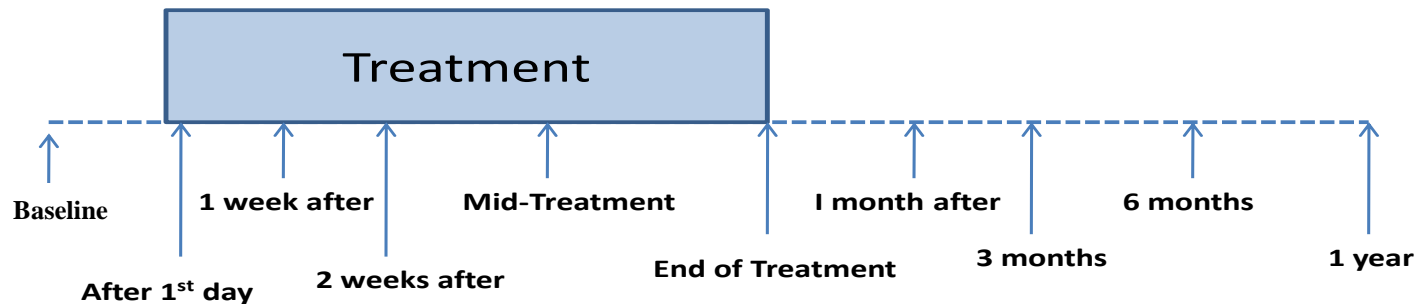 Treatment
Baseline
After 1st day
1 week after
2 weeks after
Mid-Treatment
End of Treatment
I month after
3 months
6 months
1 year